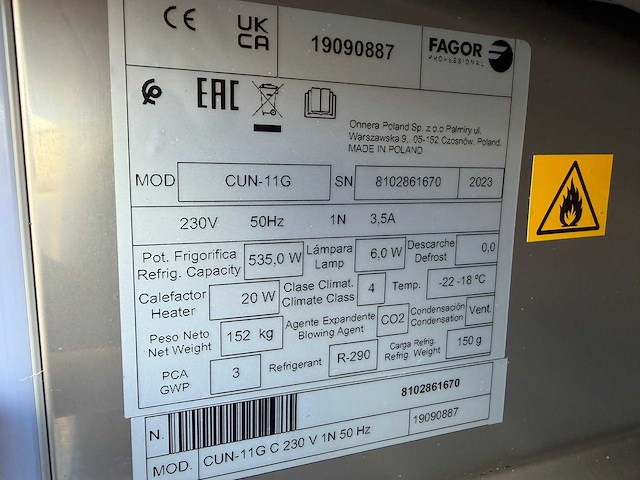 CE UK CA 19090887 FAGOR
PROFESSIONAL
EAC
Onnera Poland Sp. z o.o Palmiry ul.
Warszawska 9, 05-152 Czosnów. Poland.
MADE IN POLAND
MOD CUN-11G SN 8102861670 2023
230V 50Hz 1N 3,5A
Pot. Frigorifica
Refrig. Capacity 535,0 W Lámpara
Lamp 6,0 W Descarche
Defrost 0,0
Calefactor
Heater 20 W Clase Climat.
Climate Class 4 Temp. -22 -18 ºC
Peso Neto
Net Weight 152 kg Agente Expandente
Blowing Agent CO2 Condensación
Condensation Vent.
PCA
GWP 3 Refrigerant R-290 Carga Refrig.
Refrig. Weight 150 g
N. 8102861670
MOD. CUN-11G C 230 V 1N 50 Hz 19090887